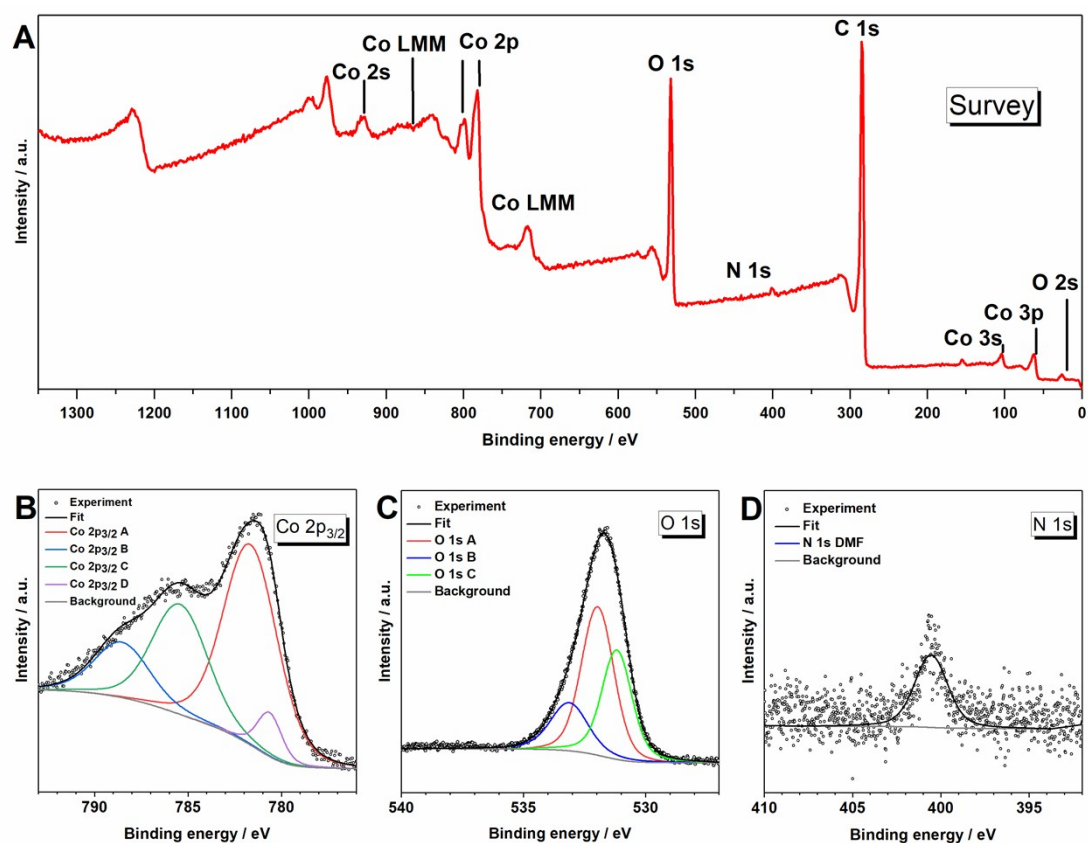 A
Co 2s
Co LMM
Co 2p
Co LMM
O 1s
N 1s
C 1s
Survey
Co 3s
Co 3p
O 2s
Intensity / a.u.
1300 1200 1100 1000 900 800 700 600 500 400 300 200 100 0
Binding energy / eV
B
Experiment
Fit
Co 2p3/2 A
Co 2p3/2 B
Co 2p3/2 C
Co 2p3/2 D
Background
Co 2p3/2
Intensity / a.u.
790 785 780
Binding energy / eV
C
Experiment
Fit
O 1s A
O 1s B
O 1s C
Background
O 1s
Intensity / a.u.
540 535 530
Binding energy / eV
D
Experiment
Fit
N 1s DMF
Background
N 1s
Intensity / a.u.
410 405 400 395
Binding energy / eV